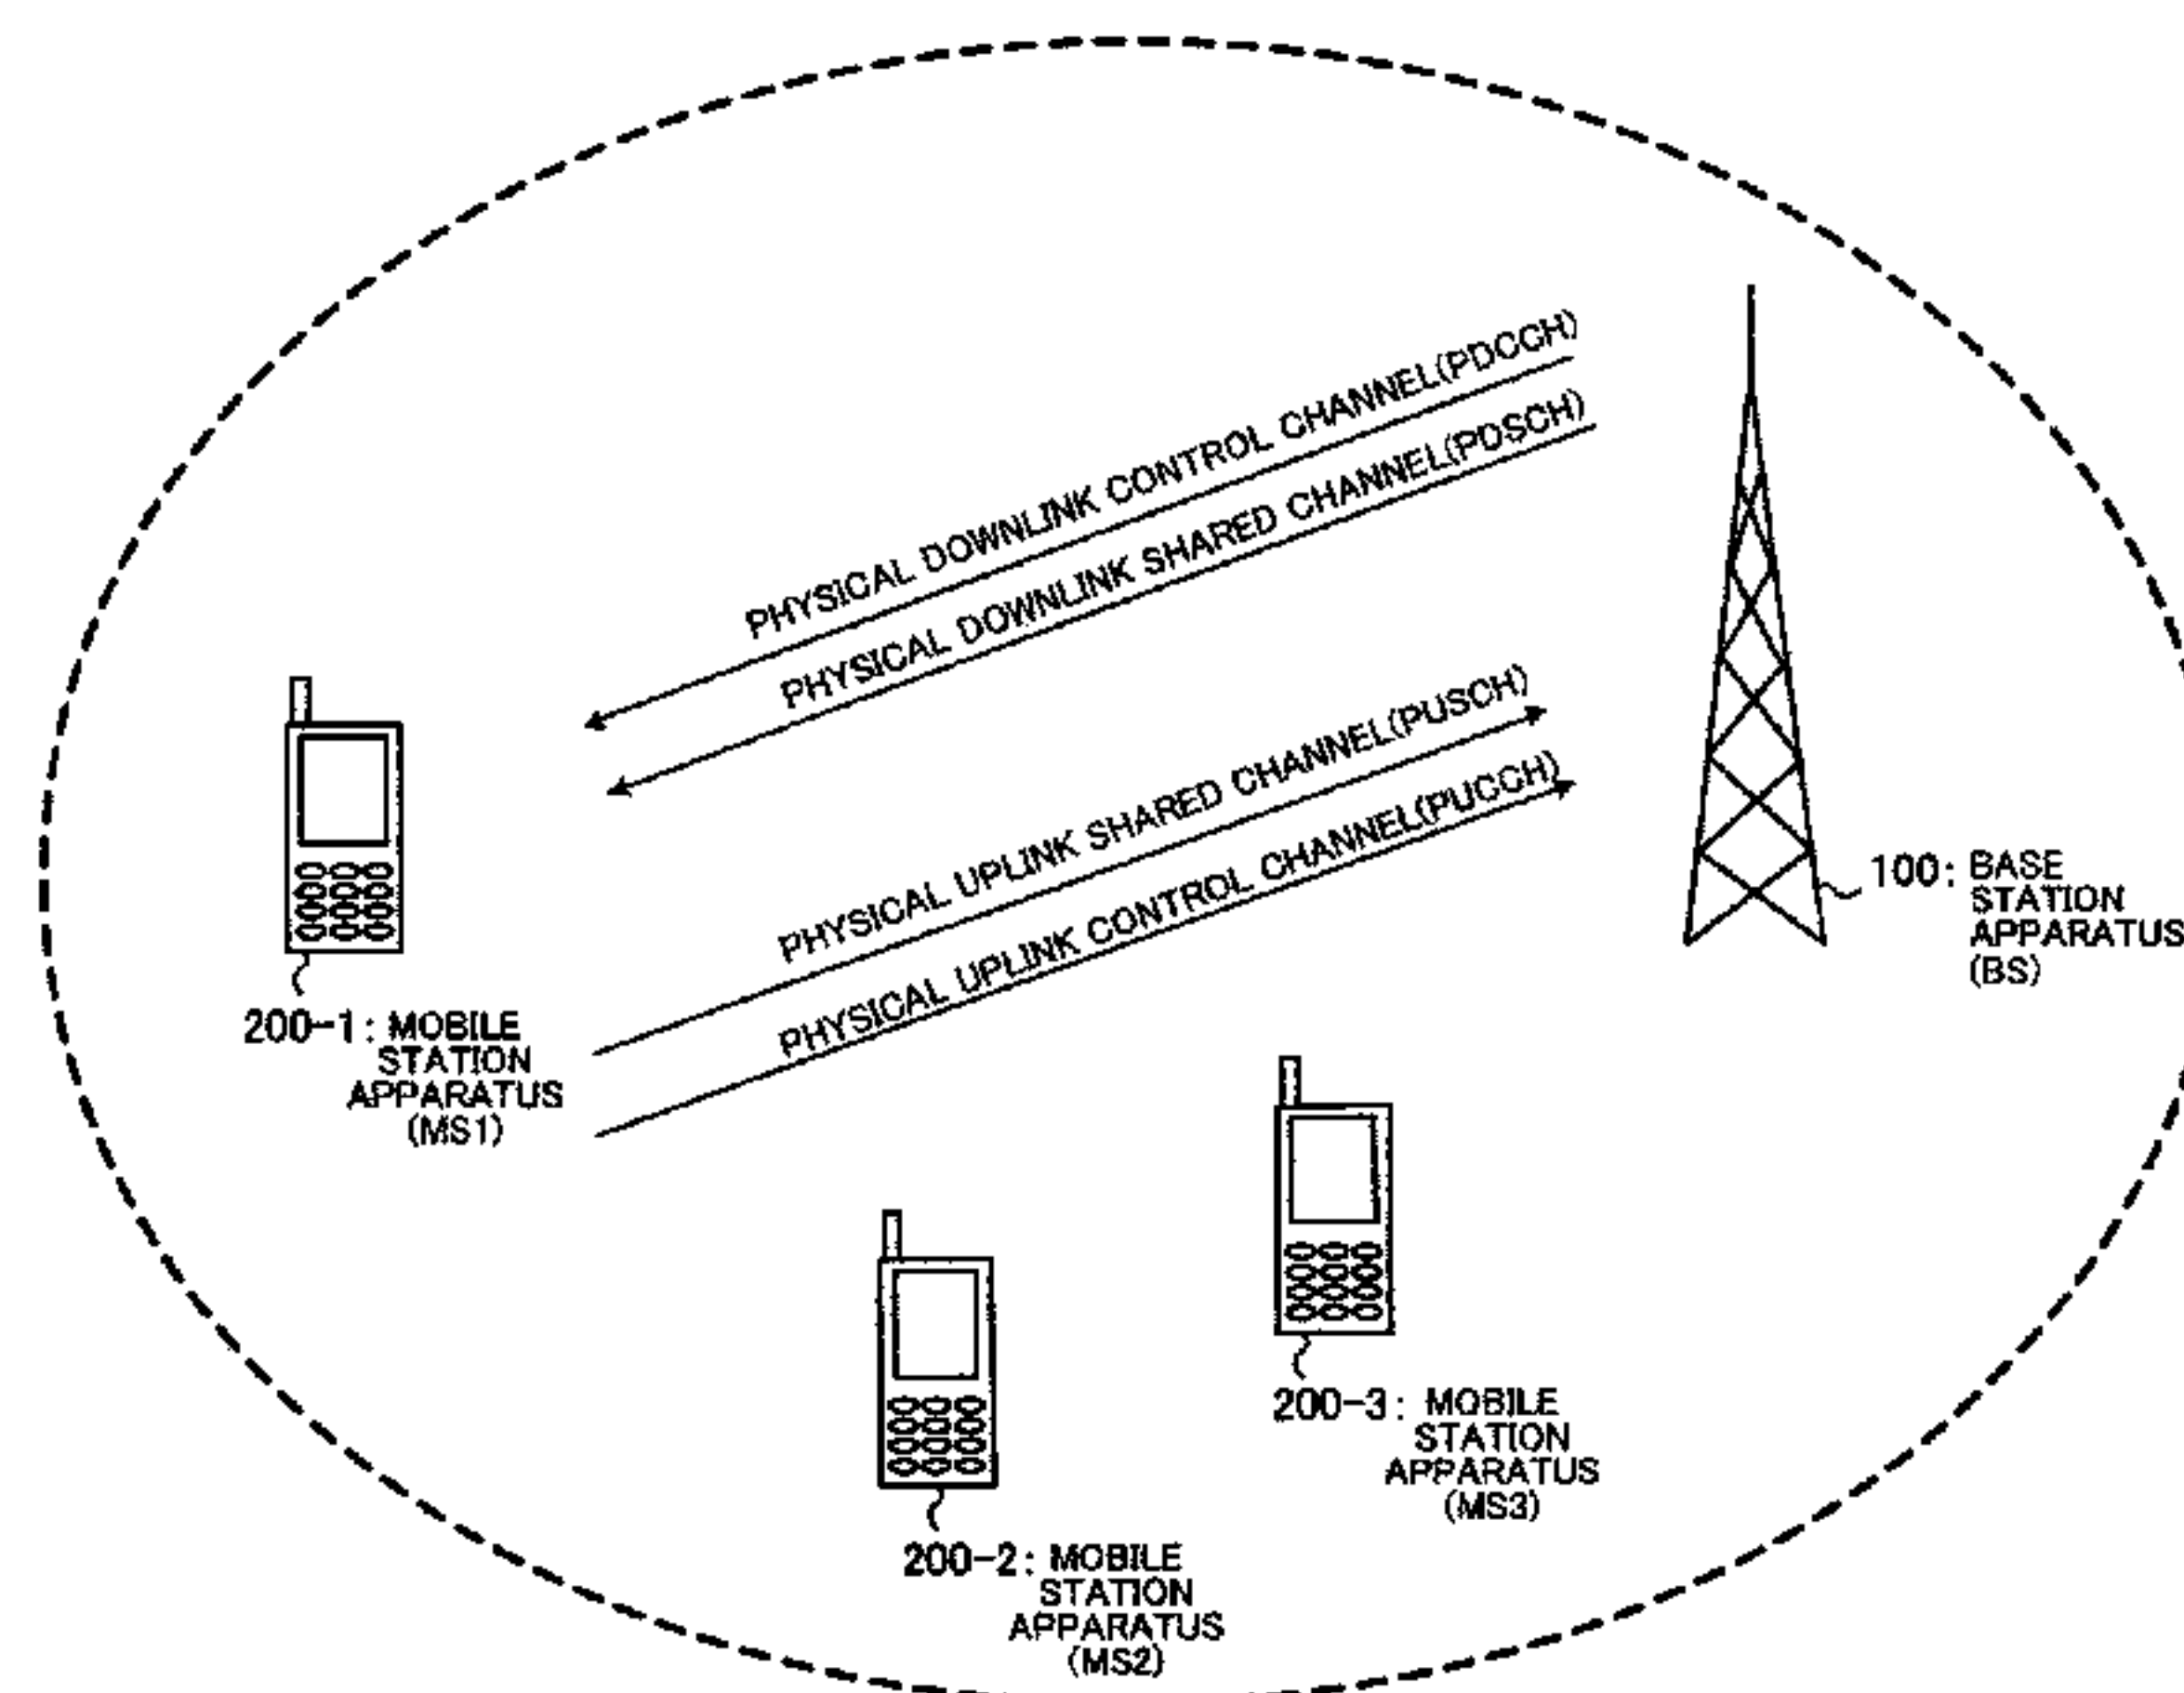 PHYSICAL DOWNLINK CONTROL CHANNEL(PDCCH)
PHYSICAL DOWNLINK SHARED CHANNEL(PDSCH)
PHYSICAL UPLINK SHARED CHANNEL(PUSCH)
PHYSICAL UPLINK CONTROL CHANNEL(PUCCH)
100: BASE
STATION
APPARATUS
(BS)
200-1: MOBILE
STATION
APPARATUS
(MS1)
200-3: MOBILE
STATION
APPARATUS
(MS3)
200-2: MOBILE
STATION
APPARATUS
(MS2)